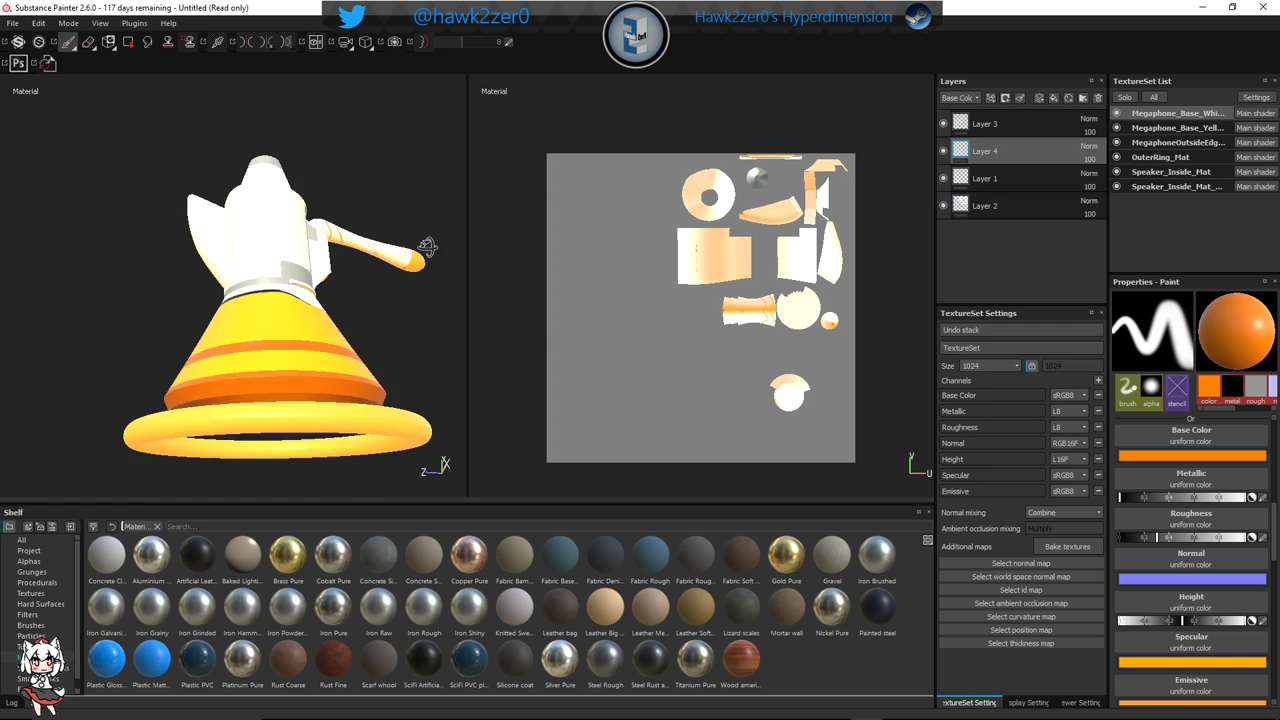 Substance Painter 2.6.0 - 117 days remaining - Untitled (Read only)
@hawk2zer0
Hawk2zer0's Hyperdimension
File Edit Mode Window Views Plugins Help
8
Ps
Material
Material
Layers
Base Colo
Layer 3 Norm 100
Layer 4 Norm 100
Layer 1 Norm 100
Layer 2 Norm 100
TextureSet List
Solo All Settings
Megaphone_Base_Whi... Main shader
Megaphone_Base_Yell... Main shader
MegaphoneOutsideEdg... Main shader
OuterRing_Mat Main shader
Speaker_Inside_Mat Main shader
Speaker_Inside_Mat_... Main shader
TextureSet Settings
Undo stack
TextureSet
Size 1024 1024
Channels
Base Color sRGB8
Metallic L8
Roughness L8
Normal RGB16F
Height L16F
Specular sRGB8
Emissive sRGB8
Normal mixing Combine
Ambient occlusion mixing Multiply
Additional maps Bake textures
Select normal map
Select world space normal map
Select id map
Select ambient occlusion map
Select curvature map
Select position map
Select thickness map
Properties - Paint
brush alpha stencil color metal rough
Or
Base Color
uniform color
Metallic
uniform color
Roughness
uniform color
Normal
uniform color
Height
uniform color
Specular
uniform color
Emissive
uniform color
Shelf
Materi... Search...
All
Project
Alphas
Grunges
Procedurals
Textures
Hard Surfaces
Filters
Brushes
Particles
Concrete Cl... Aluminium ... Artificial Leat... Baked Lighti... Brass Pure Cobalt Pure Concrete Si... Concrete S... Copper Pure Fabric Barn... Fabric Base... Fabric Deni... Fabric Rough Fabric Roug... Fabric Soft ... Gold Pure Gravel Iron Brushed
Iron Galvani... Iron Grainy Iron Grinded Iron Hamm... Iron Powder... Iron Pure Iron Raw Iron Rough Iron Shiny Knitted Swe... Leather bag Leather Big ... Leather Me... Leather Soft... Lizard scales Mortar wall Nickel Pure Painted steel
Plastic Gloss... Plastic Matt... Plastic PVC Platinum Pure Rust Coarse Rust Fine Scarf whool SciFi Artificia... SciFi PVC pl... Silicone coat Silver Pure Steel Rough Steel Rust a... Titanium Pure Wood ameri...
Log